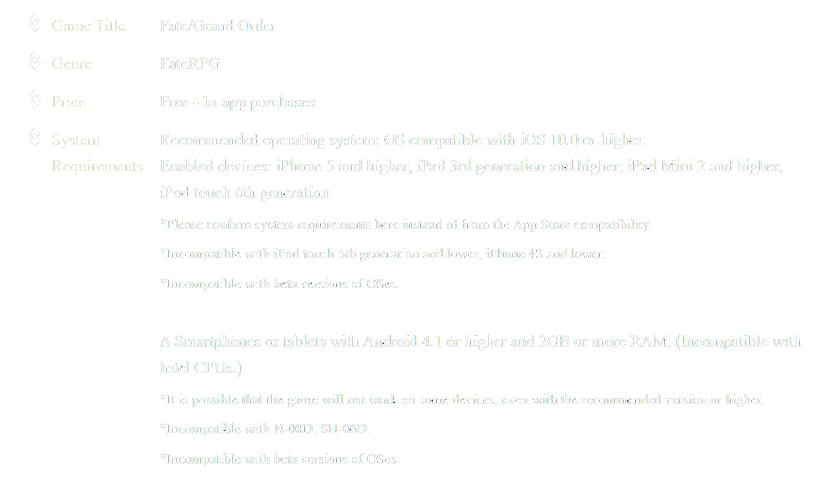 Game Title Fate/Grand Order
Genre FateRPG
Price Free - In-app purchases
System Recommended operating system: OS compatible with iOS 10.0 or higher.
Requirements Enabled devices: iPhone 5 and higher, iPad 3rd generation and higher, iPad Mini 2 and higher,
iPod touch 6th generation
*Please confirm system requirements here instead of from the App Store compatibility.
*Incompatible with iPod touch 5th generation and lower, iPhone 4S and lower.
*Incompatible with beta versions of OSes.
A Smartphones or tablets with Android 4.1 or higher and 2GB or more RAM. (Incompatible with
Intel CPUs.)
*It is possible that the game will not work on some devices, even with the recommended version or higher.
*Incompatible with N-08D, SH-06D.
*Incompatible with beta versions of OSes.